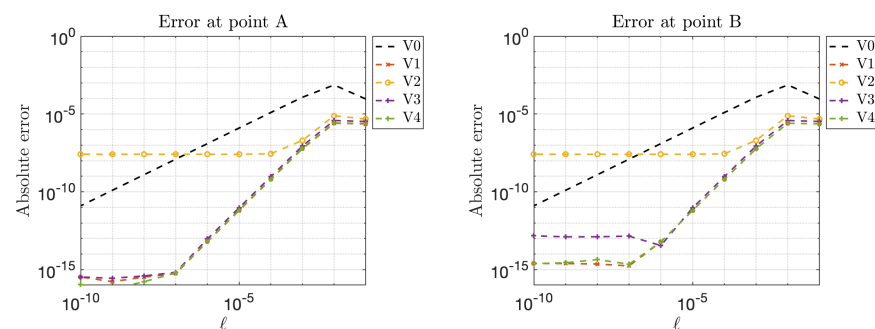 Error at point A
10^0
10^-5
10^-10
10^-15
Absolute error
10^-10
10^-5
ℓ
V0
V1
V2
V3
V4
Error at point B
10^0
10^-5
10^-10
10^-15
Absolute error
10^-10
10^-5
ℓ
V0
V1
V2
V3
V4